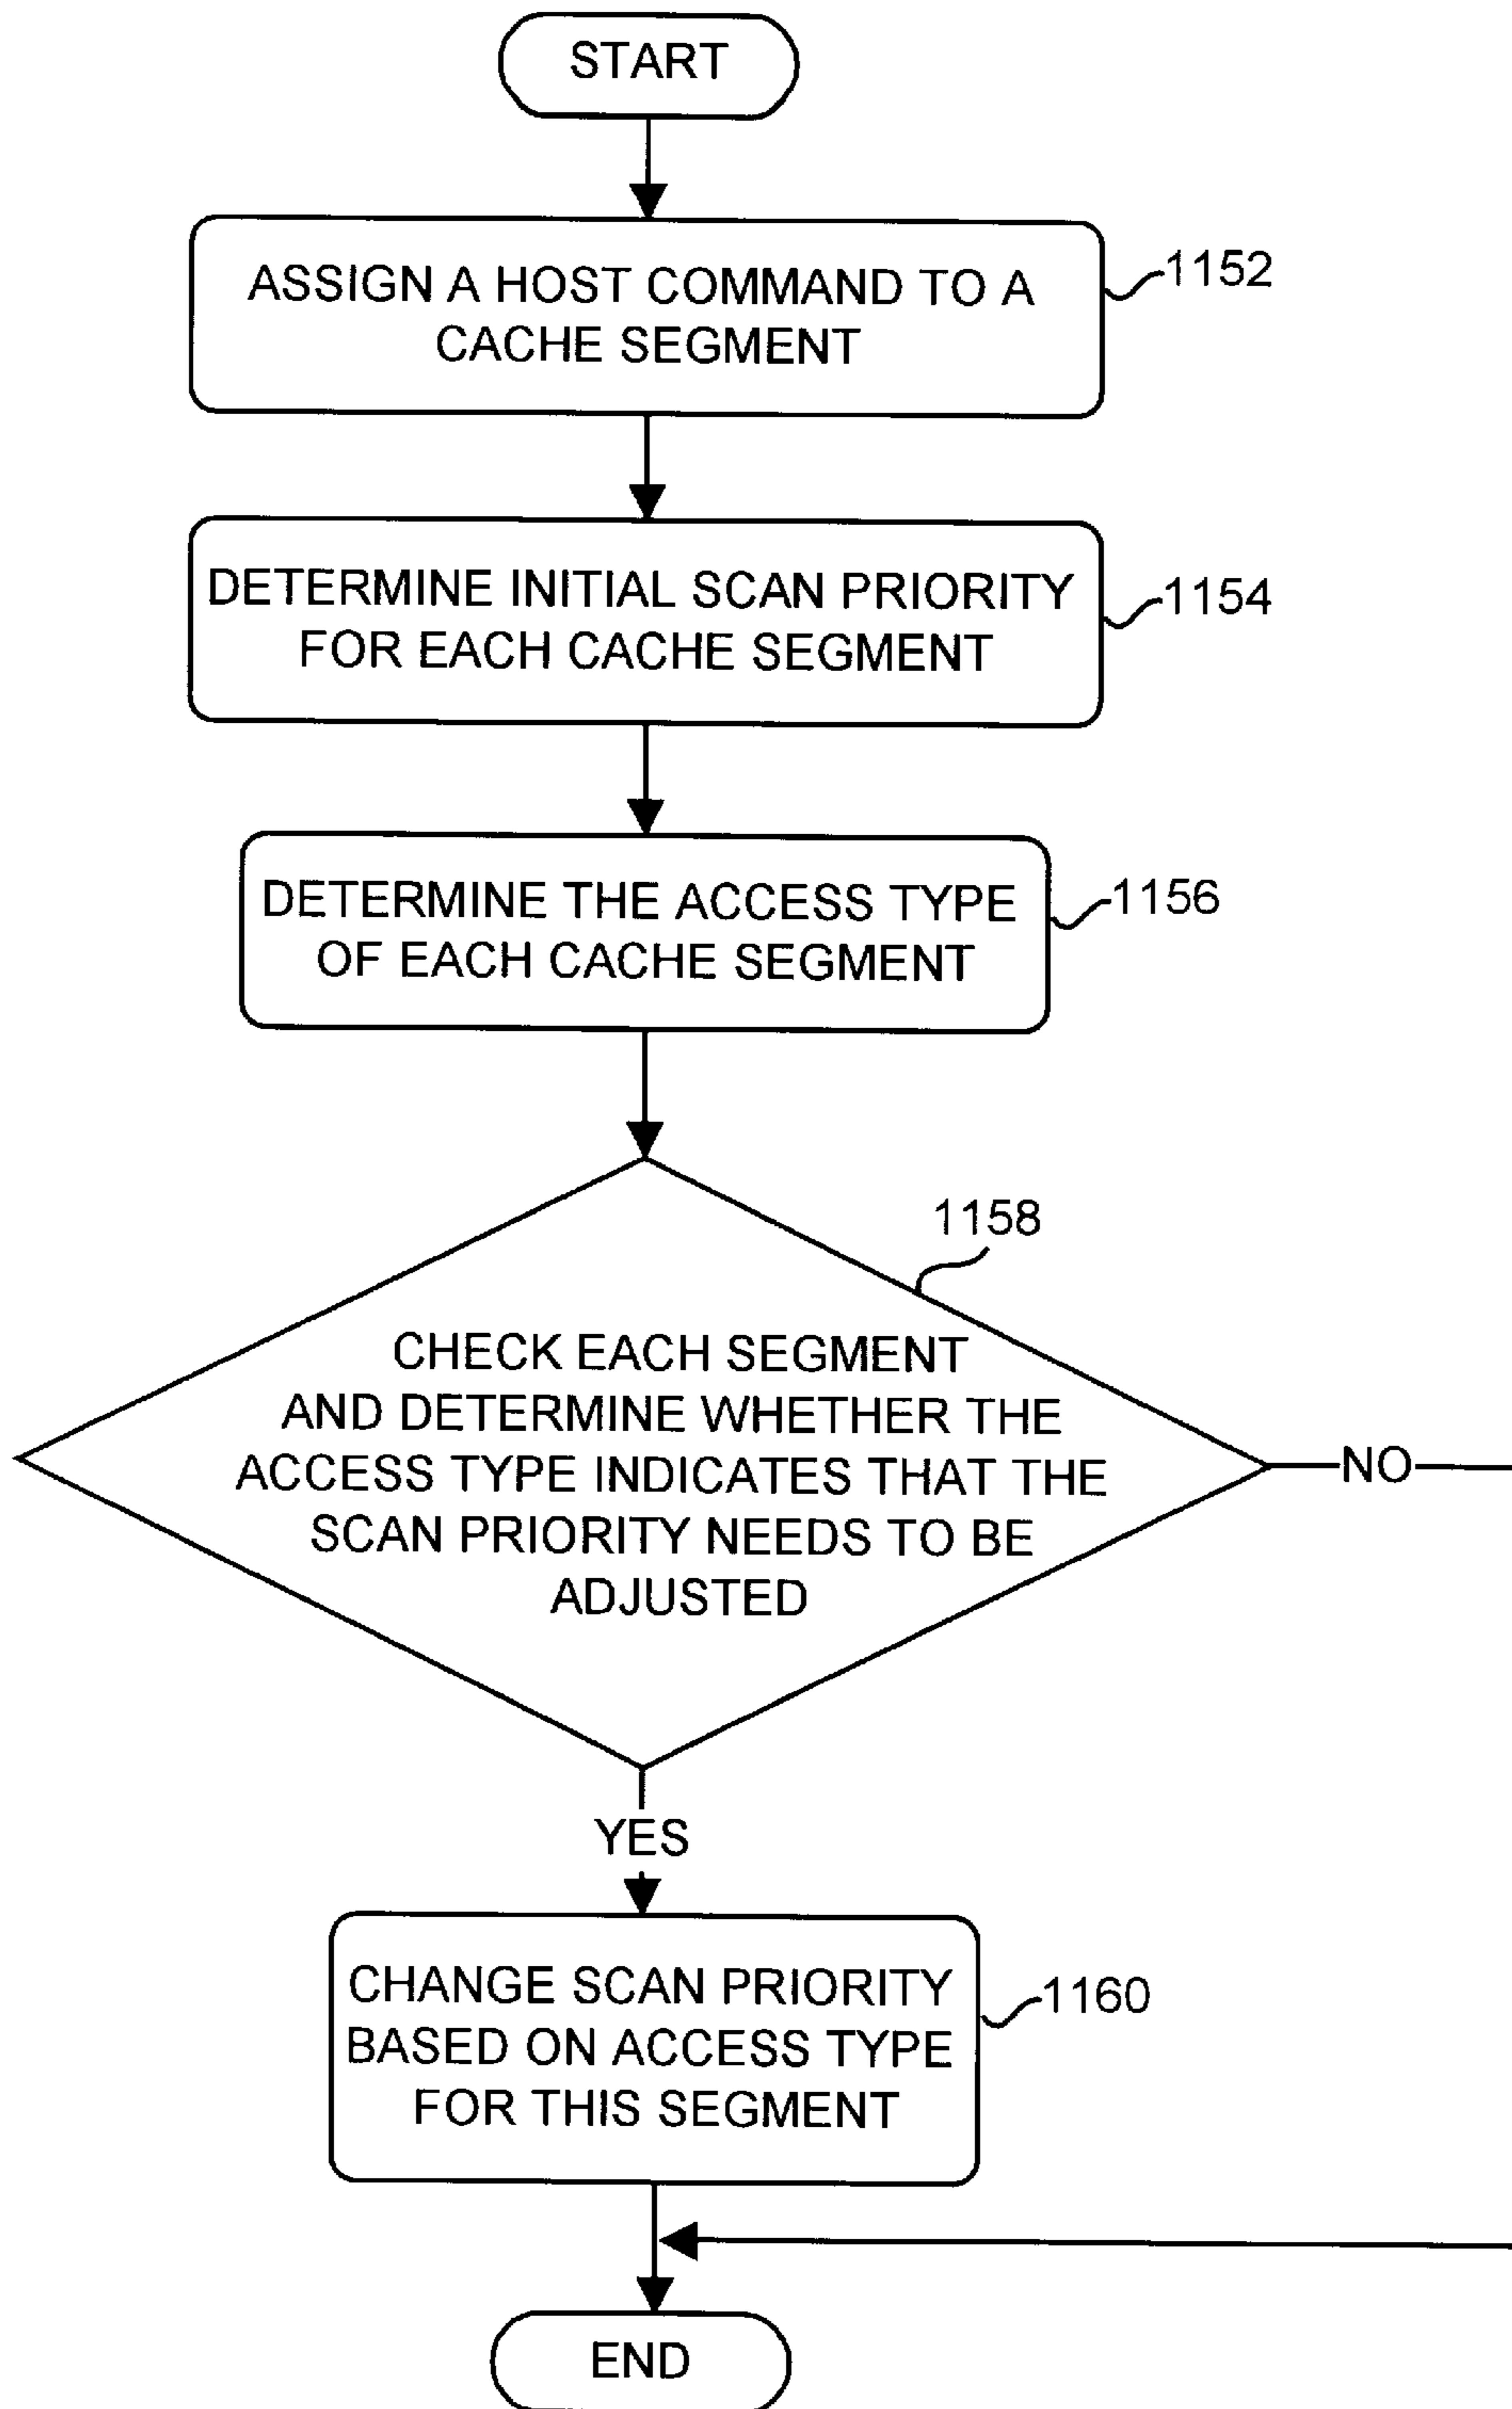 START
ASSIGN A HOST COMMAND TO A
CACHE SEGMENT
1152
DETERMINE INITIAL SCAN PRIORITY
FOR EACH CACHE SEGMENT
1154
DETERMINE THE ACCESS TYPE
OF EACH CACHE SEGMENT
1156
1158
CHECK EACH SEGMENT
AND DETERMINE WHETHER THE
ACCESS TYPE INDICATES THAT THE
SCAN PRIORITY NEEDS TO BE
ADJUSTED
NO
YES
CHANGE SCAN PRIORITY
BASED ON ACCESS TYPE
FOR THIS SEGMENT
1160
END